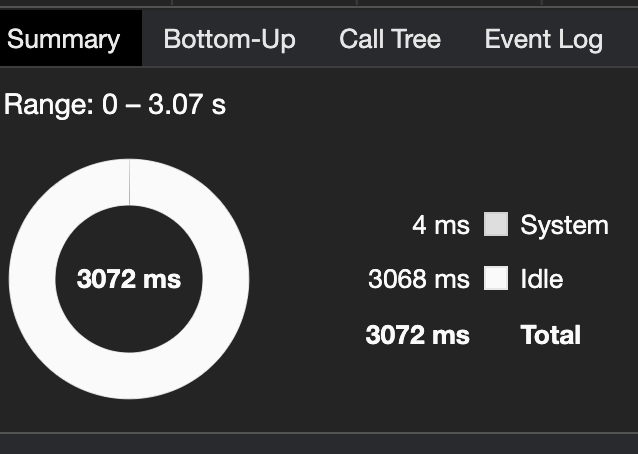 Summary Bottom-Up Call Tree Event Log
Range: 0 – 3.07 s
3072 ms
4 ms System
3068 ms Idle
3072 ms Total